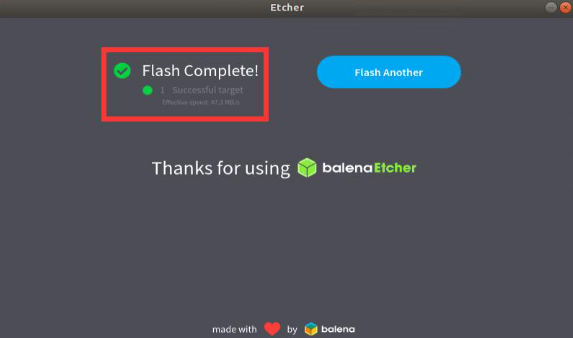 Etcher
Flash Complete!
1 Successful target
Effective speed: 47.3 MB/s
Flash Another
Thanks for using balenaEtcher
made with by balena